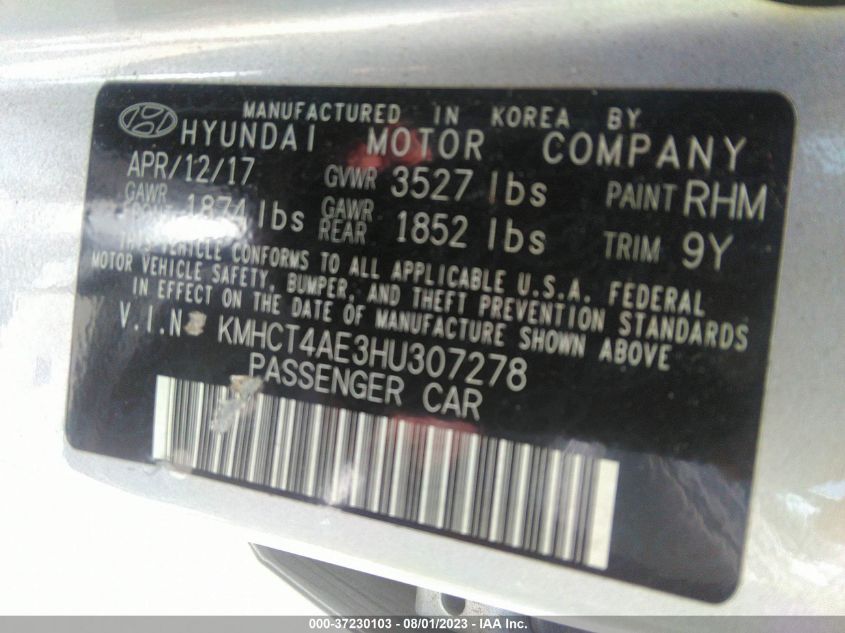 MANUFACTURED IN KOREA BY
HYUNDAI MOTOR COMPANY
APR/12/17 GVWR 3527 lbs PAINT RHM
GAWR FRONT 1874 lbs GAWR REAR 1852 lbs TRIM 9Y
THIS VEHICLE CONFORMS TO ALL APPLICABLE U.S.A. FEDERAL
MOTOR VEHICLE SAFETY, BUMPER, AND THEFT PREVENTION STANDARDS
IN EFFECT ON THE DATE OF MANUFACTURE SHOWN ABOVE
V.I.N KMHCT4AE3HU307278
PASSENGER CAR
000-37230103 - 08/01/2023 - IAA Inc.